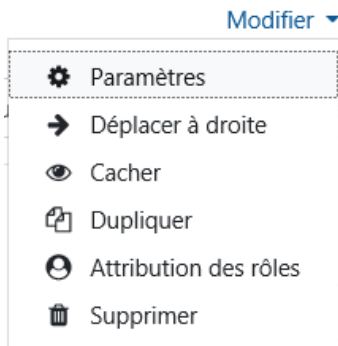 Modifier
Paramètres
Déplacer à droite
Cacher
Dupliquer
Attribution des rôles
Supprimer